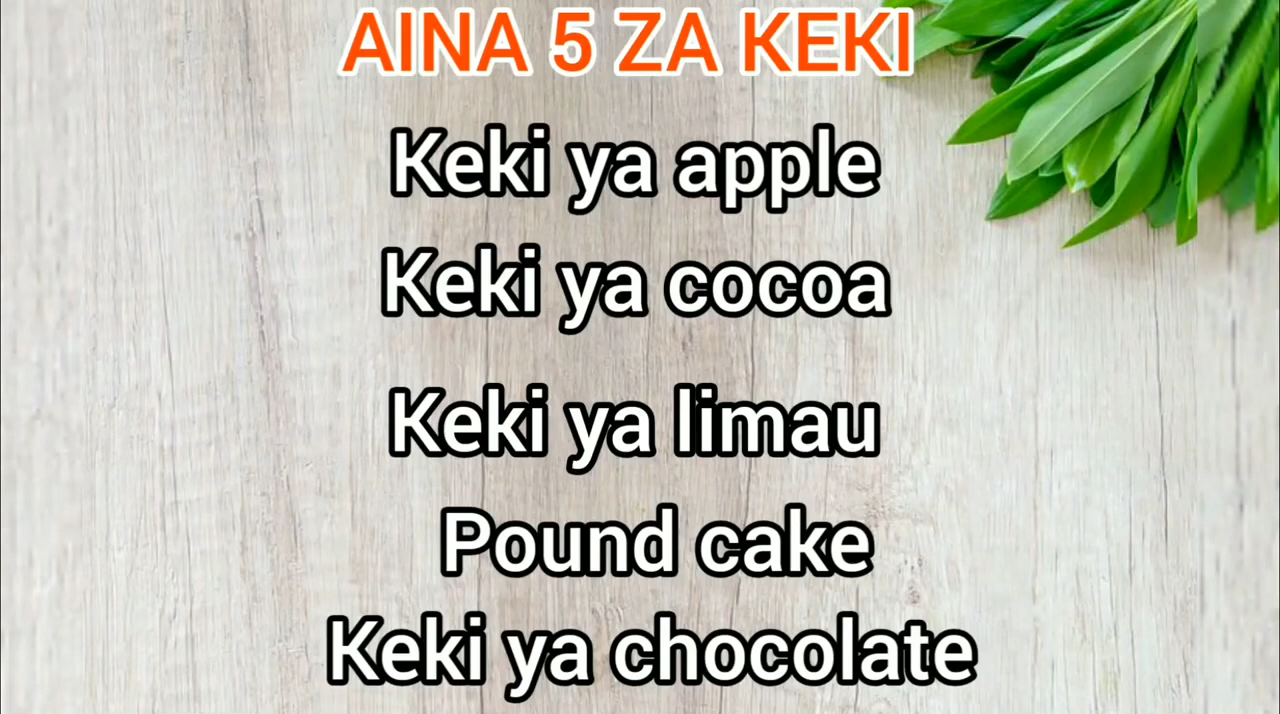 AINA 5 ZA KEKI
Keki ya apple
Keki ya cocoa
Keki ya limau
Pound cake
Keki ya chocolate